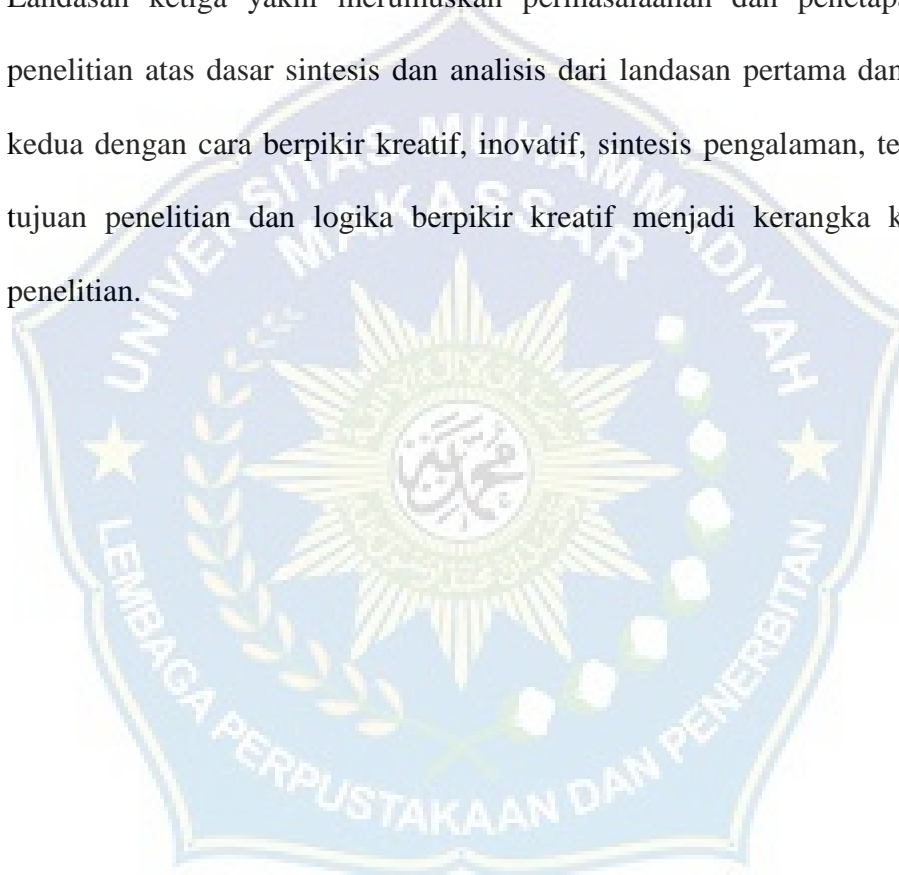 Landasan ketiga yakni merumuskan permasalaahan dan penetap
penelitian atas dasar sintesis dan analisis dari landasan pertama dan
kedua dengan cara berpikir kreatif, inovatif, sintesis pengalaman, te
tujuan penelitian dan logika berpikir kreatif menjadi kerangka k
penelitian.
UNIVERSITAS MUHAMMADIYAH
MAKASSAR
LEMBAGA PERPUSTAKAAN DAN PENERBITAN